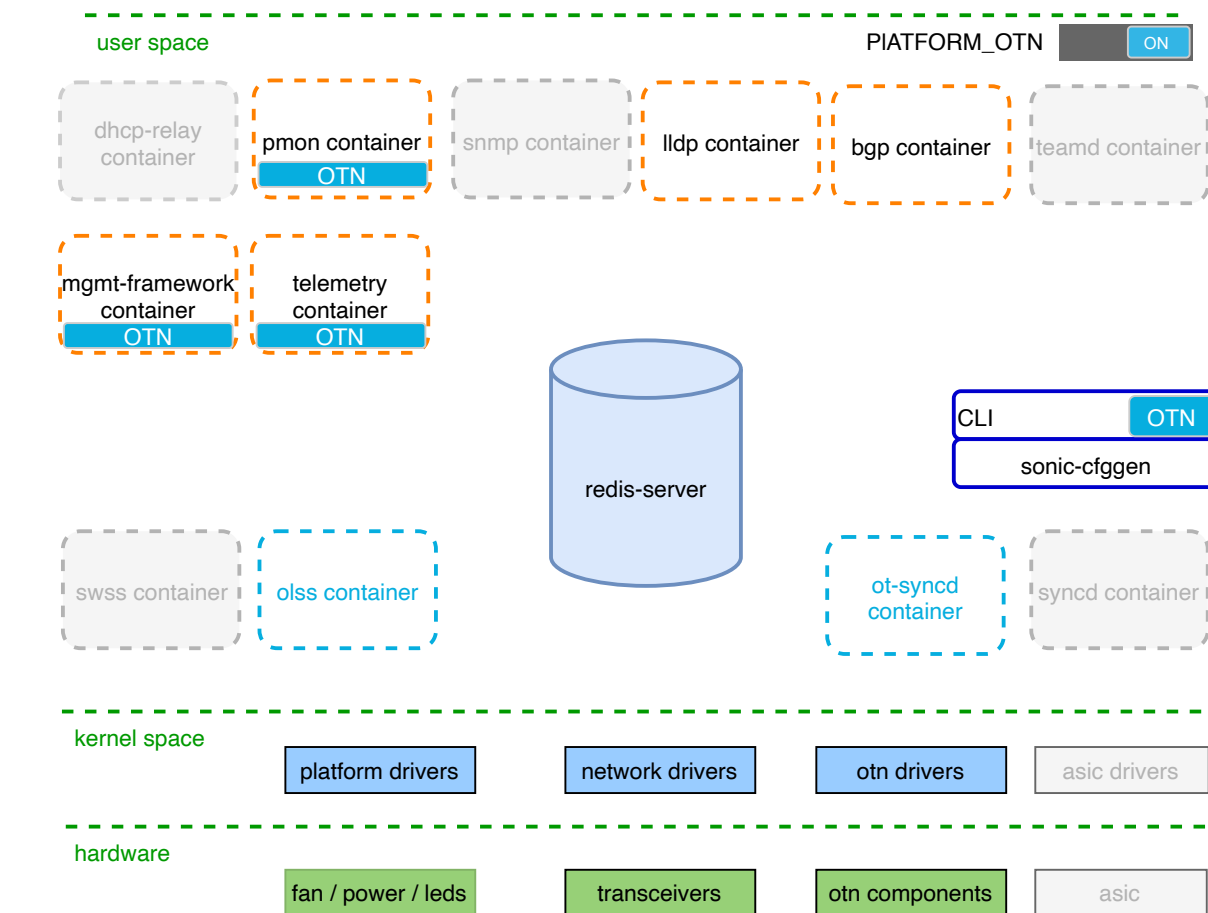 user space
PIATFORM_OTN
ON
dhcp-relay
container
pmon container
OTN
snmp container
lldp container
bgp container
teamd container
mgmt-framework
container
OTN
telemetry
container
OTN
redis-server
CLI
OTN
sonic-cfggen
swss container
olss container
ot-syncd
container
syncd container
kernel space
platform drivers
network drivers
otn drivers
asic drivers
hardware
fan / power / leds
transceivers
otn components
asic